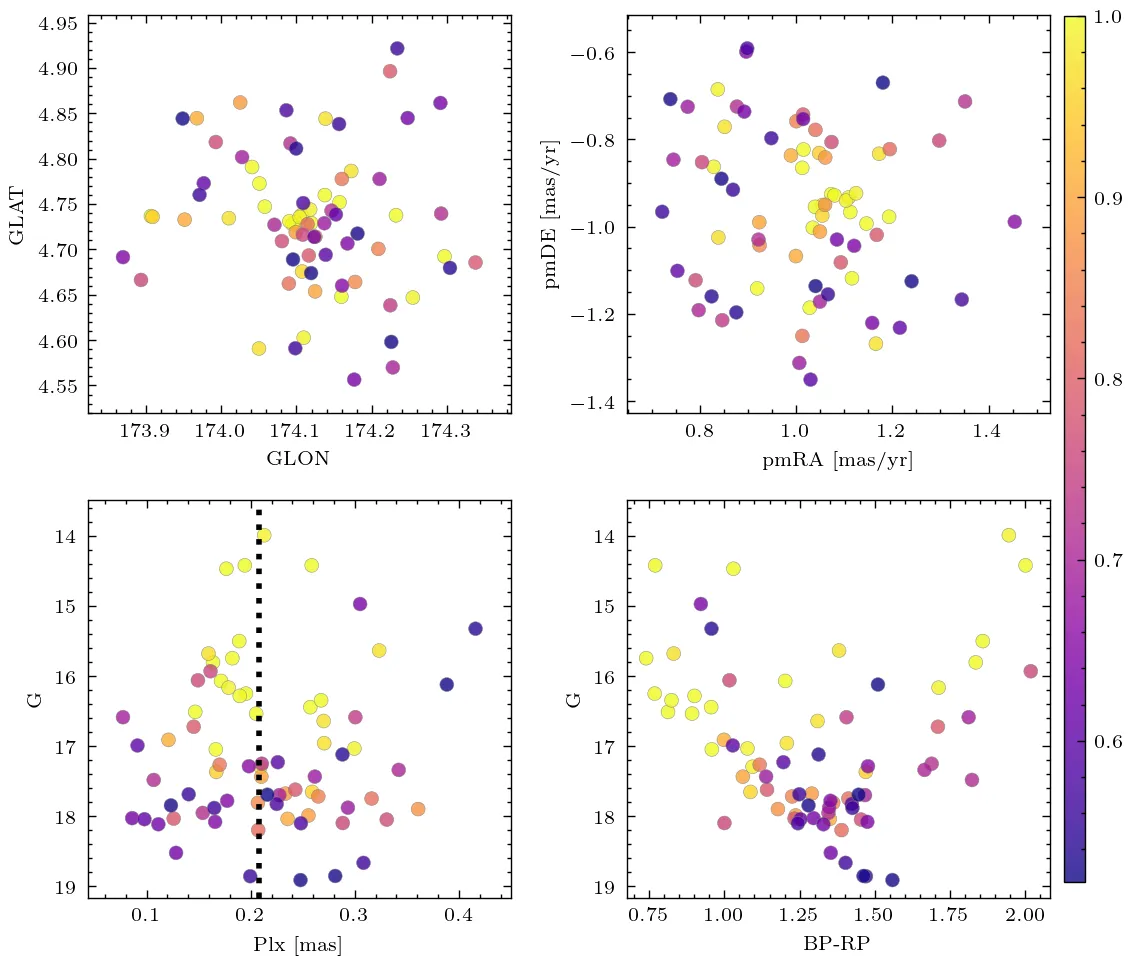 4.95
4.90
4.85
4.80
4.75
4.70
4.65
4.60
4.55
GLAT
173.9 174.0 174.1 174.2 174.3
GLON
−0.6
−0.8
−1.0
−1.2
−1.4
pmDE [mas/yr]
0.8 1.0 1.2 1.4
pmRA [mas/yr]
14
15
16
17
18
19
G
0.1 0.2 0.3 0.4
Plx [mas]
14
15
16
17
18
19
G
0.75 1.00 1.25 1.50 1.75 2.00
BP-RP
1.0
0.9
0.8
0.7
0.6